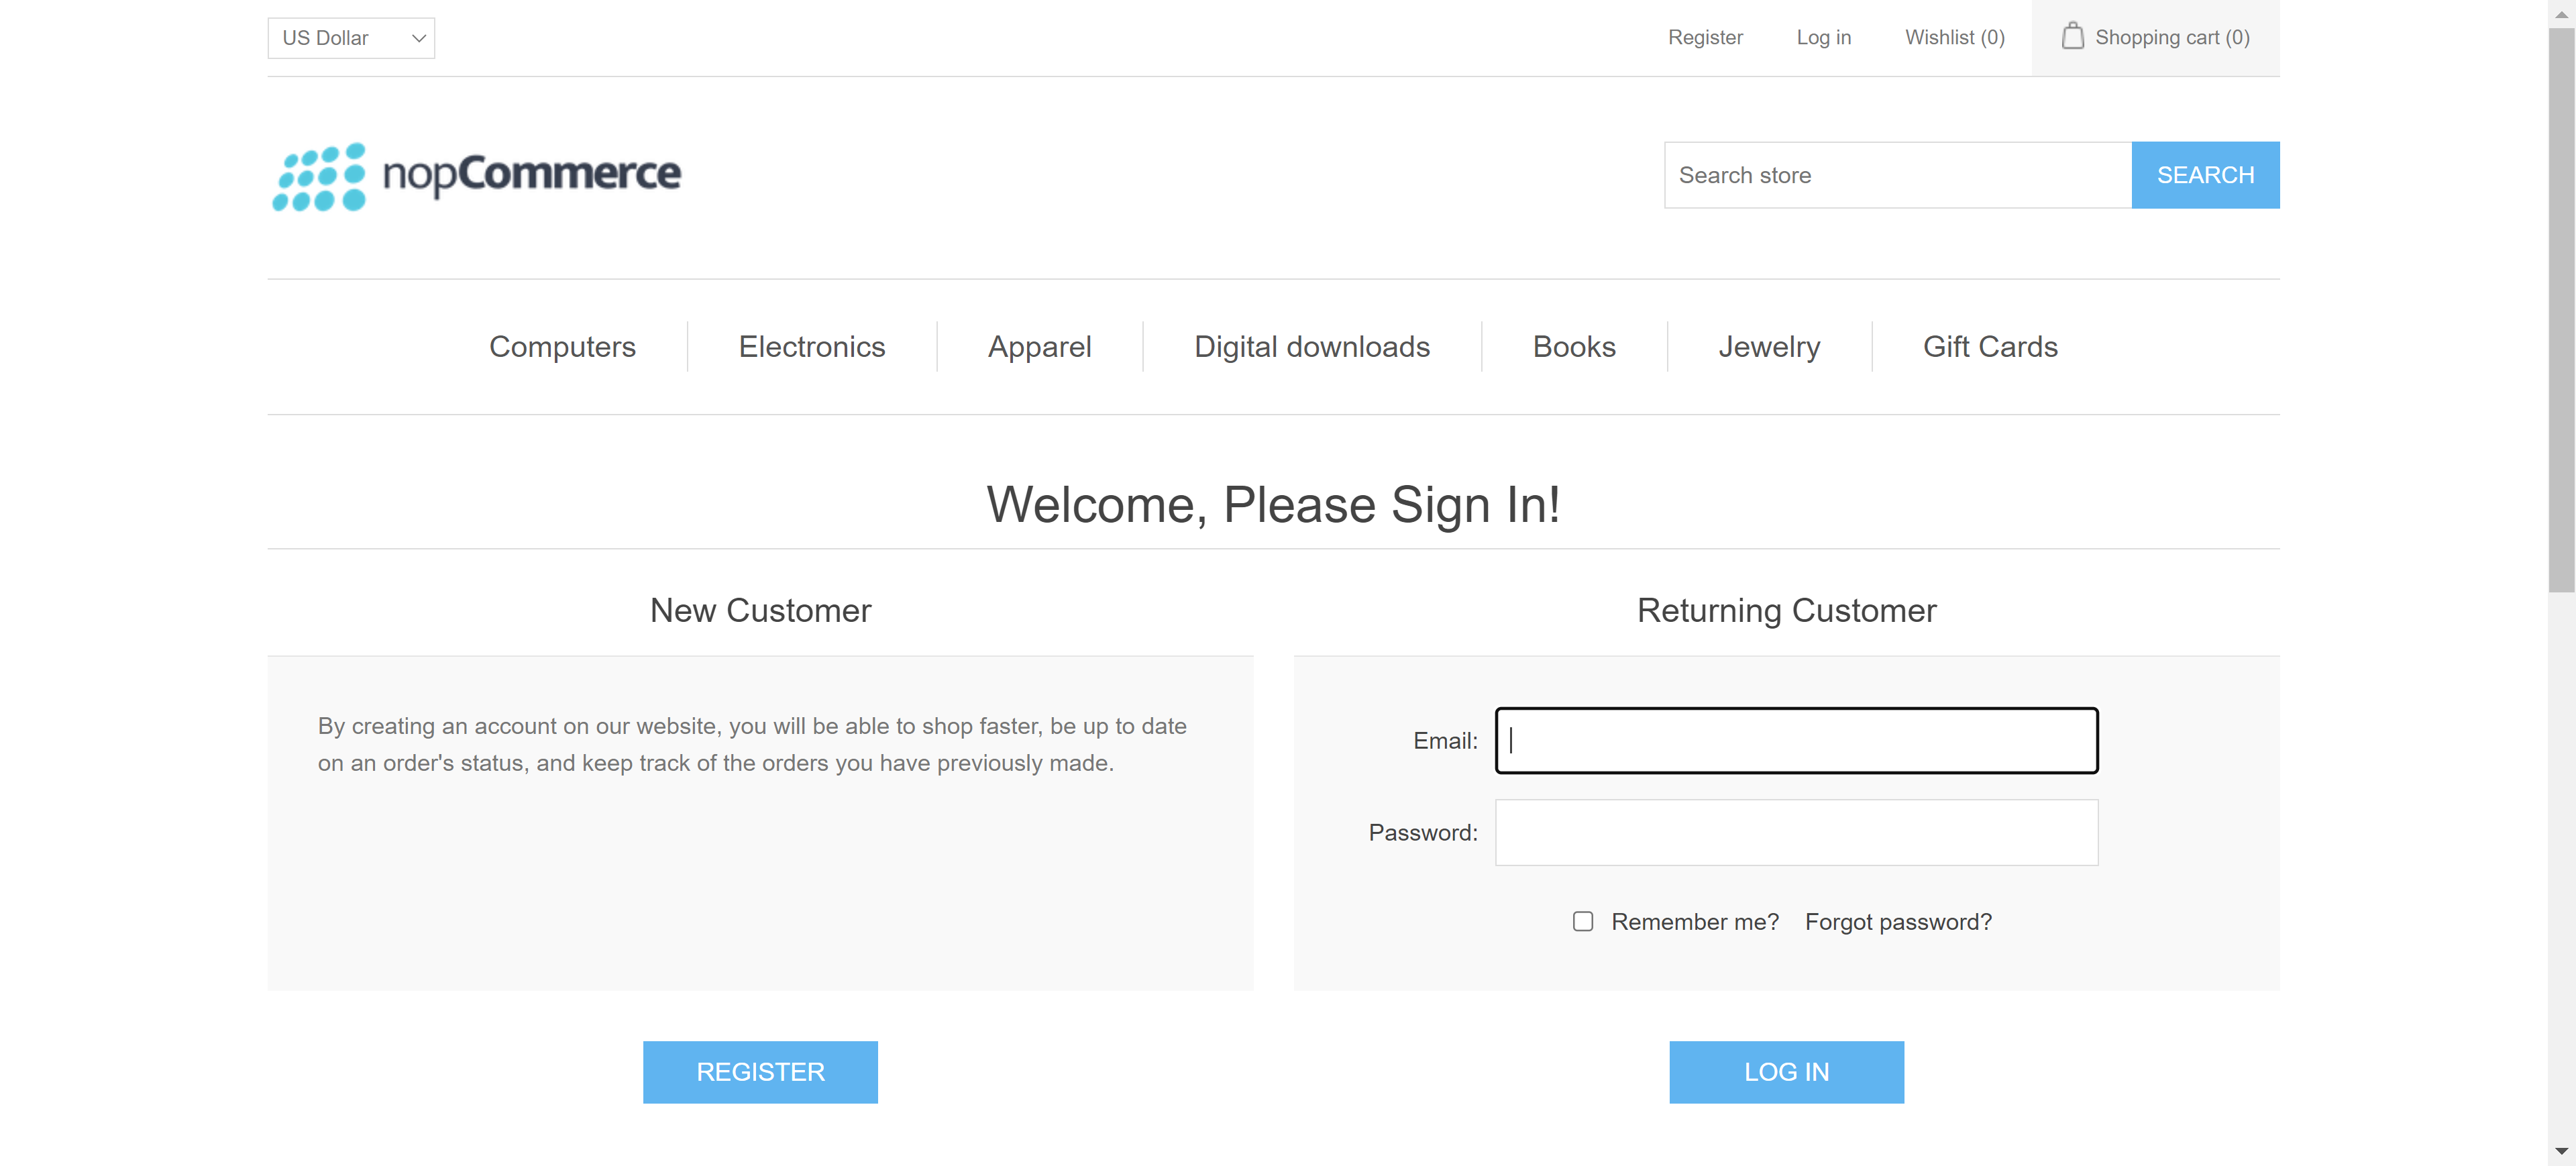 US Dollar
Register Log in Wishlist (0) Shopping cart (0)
nopCommerce
Search store SEARCH
Computers Electronics Apparel Digital downloads Books Jewelry Gift Cards
Welcome, Please Sign In!
New Customer
By creating an account on our website, you will be able to shop faster, be up to date
on an order's status, and keep track of the orders you have previously made.
REGISTER
Returning Customer
Email:
Password:
Remember me? Forgot password?
LOG IN